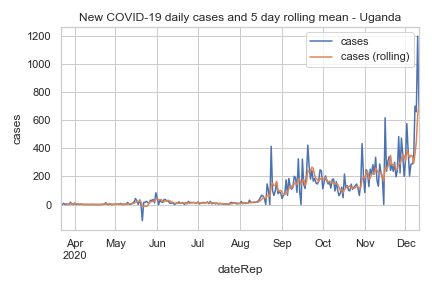 New COVID-19 daily cases and 5 day rolling mean - Uganda
cases
cases (rolling)
1200
1000
800
600
400
200
0
cases
Apr
2020
May
Jun
Jul
Aug
Sep
Oct
Nov
Dec
dateRep